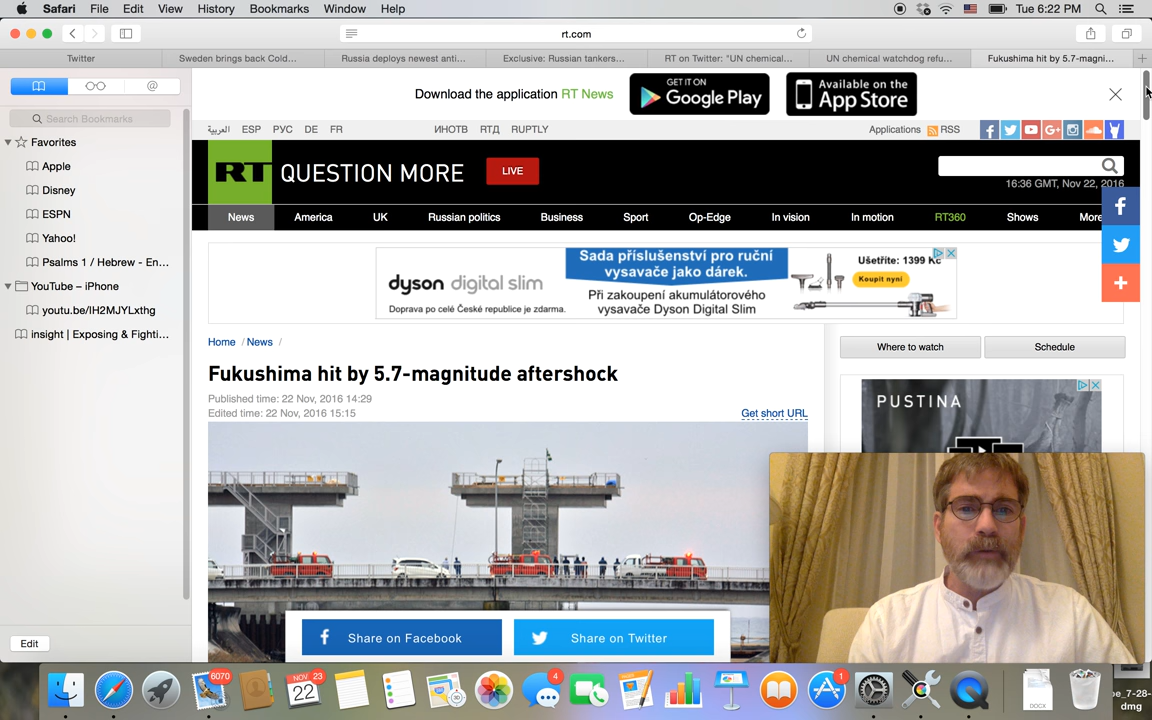 Safari File Edit View History Bookmarks Window Help
Tue 6:22 PM
rt.com
Twitter
Sweden brings back Cold...
Russia deploys newest anti...
Exclusive: Russian tankers...
RT on Twitter: "UN chemical...
UN chemical watchdog refu...
Fukushima hit by 5.7-magni...
Search Bookmarks
Favorites
Apple
Disney
ESPN
Yahoo!
Psalms 1 / Hebrew - En...
YouTube – iPhone
youtu.be/IH2MJYLxthg
insight | Exposing & Fighti...
Edit
Download the application RT News
GET IT ON
Google Play
Available on the
App Store
العربية ESP РУС DE FR ИНОТВ РТД RUPTLY
Applications RSS
RT QUESTION MORE LIVE
16:36 GMT, Nov 22, 2016
News America UK Russian politics Business Sport Op-Edge In vision In motion RT360 Shows More
dyson digital slim
Doprava po celé České republice je zdarma.
Sada příslušenství pro ruční
vysavače jako dárek.
Při zakoupení akumulátorového
vysavače Dyson Digital Slim
Ušetříte: 1399 Kč
Koupit nyní
Home / News /
Where to watch Schedule
Fukushima hit by 5.7-magnitude aftershock
Published time: 22 Nov, 2016 14:29
Edited time: 22 Nov, 2016 15:15
Get short URL
PUSTINA
Share on Facebook
Share on Twitter
6070
NOV 23
22
3D
4
1
DOCX
pe_7-28-
dmg